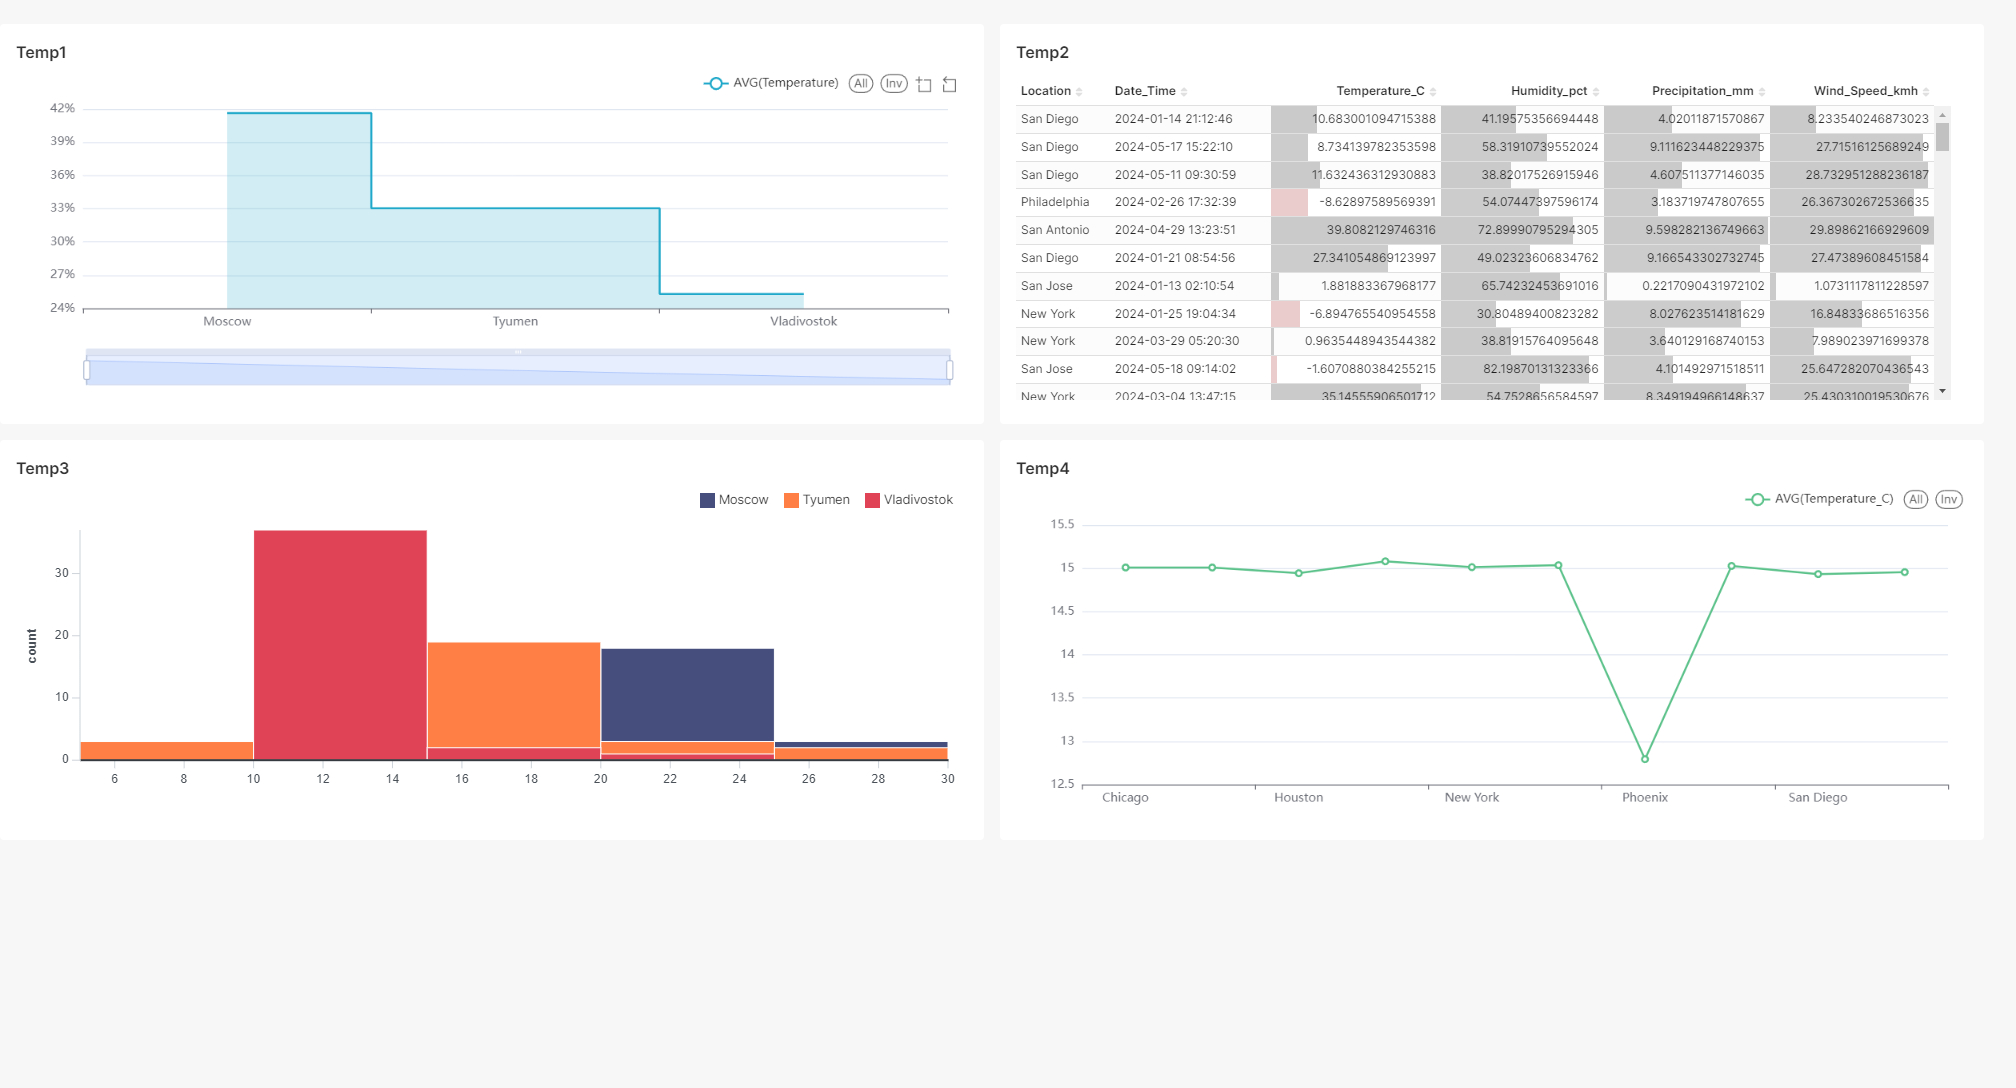 Temp1
AVG(Temperature) All Inv
42%
39%
36%
33%
30%
27%
24%
Moscow Tyumen Vladivostok
Temp2
Location Date_Time Temperature_C Humidity_pct Precipitation_mm Wind_Speed_kmh
San Diego 2024-01-14 21:12:46 10.683001094715388 41.19575356694448 4.02011871570867 8.233540246873023
San Diego 2024-05-17 15:22:10 8.734139782353598 58.31910739552024 9.111623448229375 27.71516125689249
San Diego 2024-05-11 09:30:59 11.632436312930883 38.82017526915946 4.607511377146035 28.732951288236187
Philadelphia 2024-02-26 17:32:39 -8.62897589569391 54.07447397596174 3.183719747807655 26.367302672536635
San Antonio 2024-04-29 13:23:51 39.8082129746316 72.89990795294305 9.598282136749663 29.89862166929609
San Diego 2024-01-21 08:54:56 27.341054869123997 49.02323606834762 9.166543302732745 27.47389608451584
San Jose 2024-01-13 02:10:54 1.881883367968177 65.74232453691016 0.2217090431972102 1.0731117811228597
New York 2024-01-25 19:04:34 -6.894765540954558 30.80489400823282 8.027623514181629 16.84833686516356
New York 2024-03-29 05:20:30 0.9635448943544382 38.81915764095648 3.640129168740153 7.989023971699378
San Jose 2024-05-18 09:14:02 -1.6070880384255215 82.19870131323366 4.101492971518511 25.647282070436543
New York 2024-03-04 13:47:15 35.14555906501712 54.7528656584597 8.349194966148637 25.430310019530676
Temp3
Moscow Tyumen Vladivostok
count
30
20
10
0
6 8 10 12 14 16 18 20 22 24 26 28 30
Temp4
AVG(Temperature_C) All Inv
15.5
15
14.5
14
13.5
13
12.5
Chicago Houston New York Phoenix San Diego